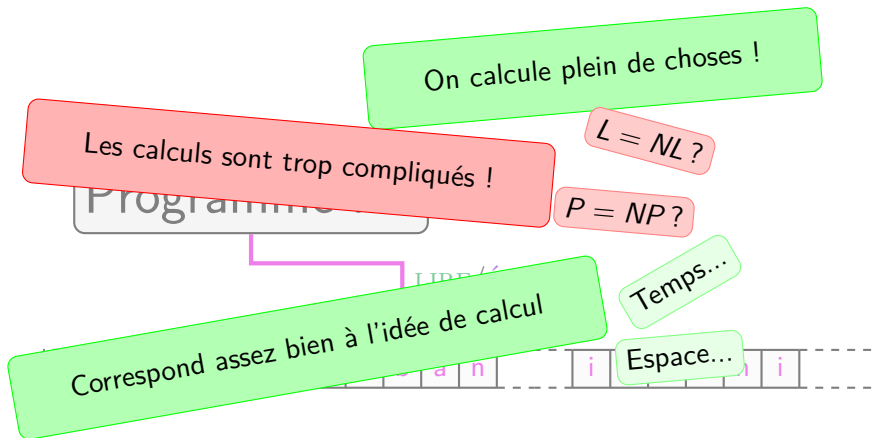 On calcule plein de choses !
L = NL ?
Les calculs sont trop compliqués !
P = NP ?
Temps...
Correspond assez bien à l'idée de calcul
Espace...
a n
i
i